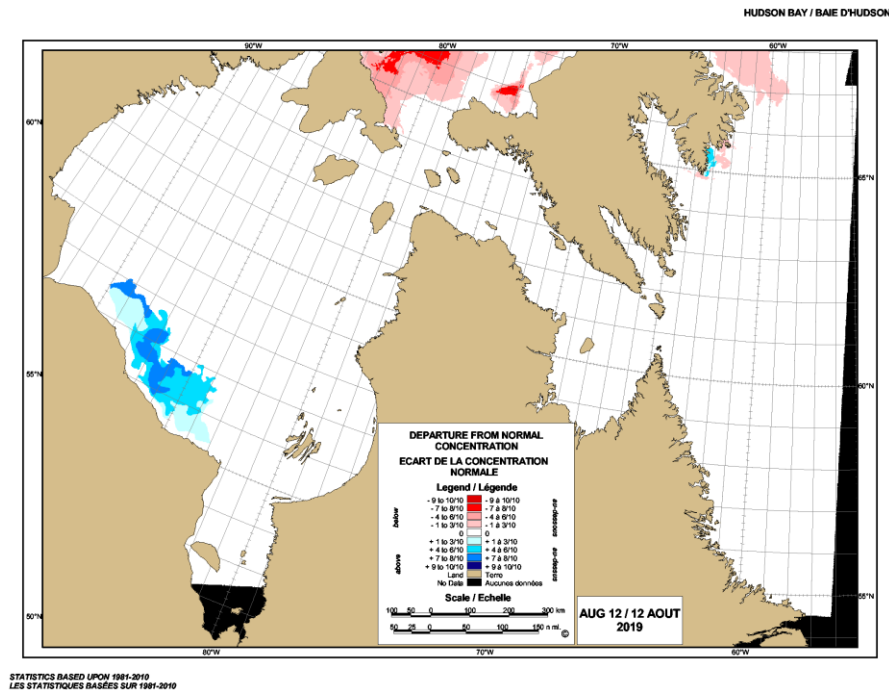 HUDSON BAY / BAIE D'HUDSON
90°W 80°W 70°W 60°W
60°N
65°N
55°N
60°N
50°N
55°N
80°W 70°W 60°W
DEPARTURE FROM NORMAL
CONCENTRATION
ECART DE LA CONCENTRATION
NORMALE
Legend / Légende
below
- 9 to 10/10 - 9 à 10/10
- 7 to 8/10 - 7 à 8/10
- 4 to 6/10 - 4 à 6/10
- 1 to 3/10 - 1 à 3/10
au-dessous
0 0
above
+ 1 to 3/10 + 1 à 3/10
+ 4 to 6/10 + 4 à 6/10
+ 7 to 8/10 + 7 à 8/10
+ 9 to 10/10 + 9 à 10/10
au-dessus
Land Terre
No Data Aucunes données
Scale / Echelle
100 50 0 100 200 300 km
50 25 0 50 100 150 n mi.
©
AUG 12 / 12 AOUT
2019
STATISTICS BASED UPON 1981-2010
LES STATISTIQUES BASÉES SUR 1981-2010